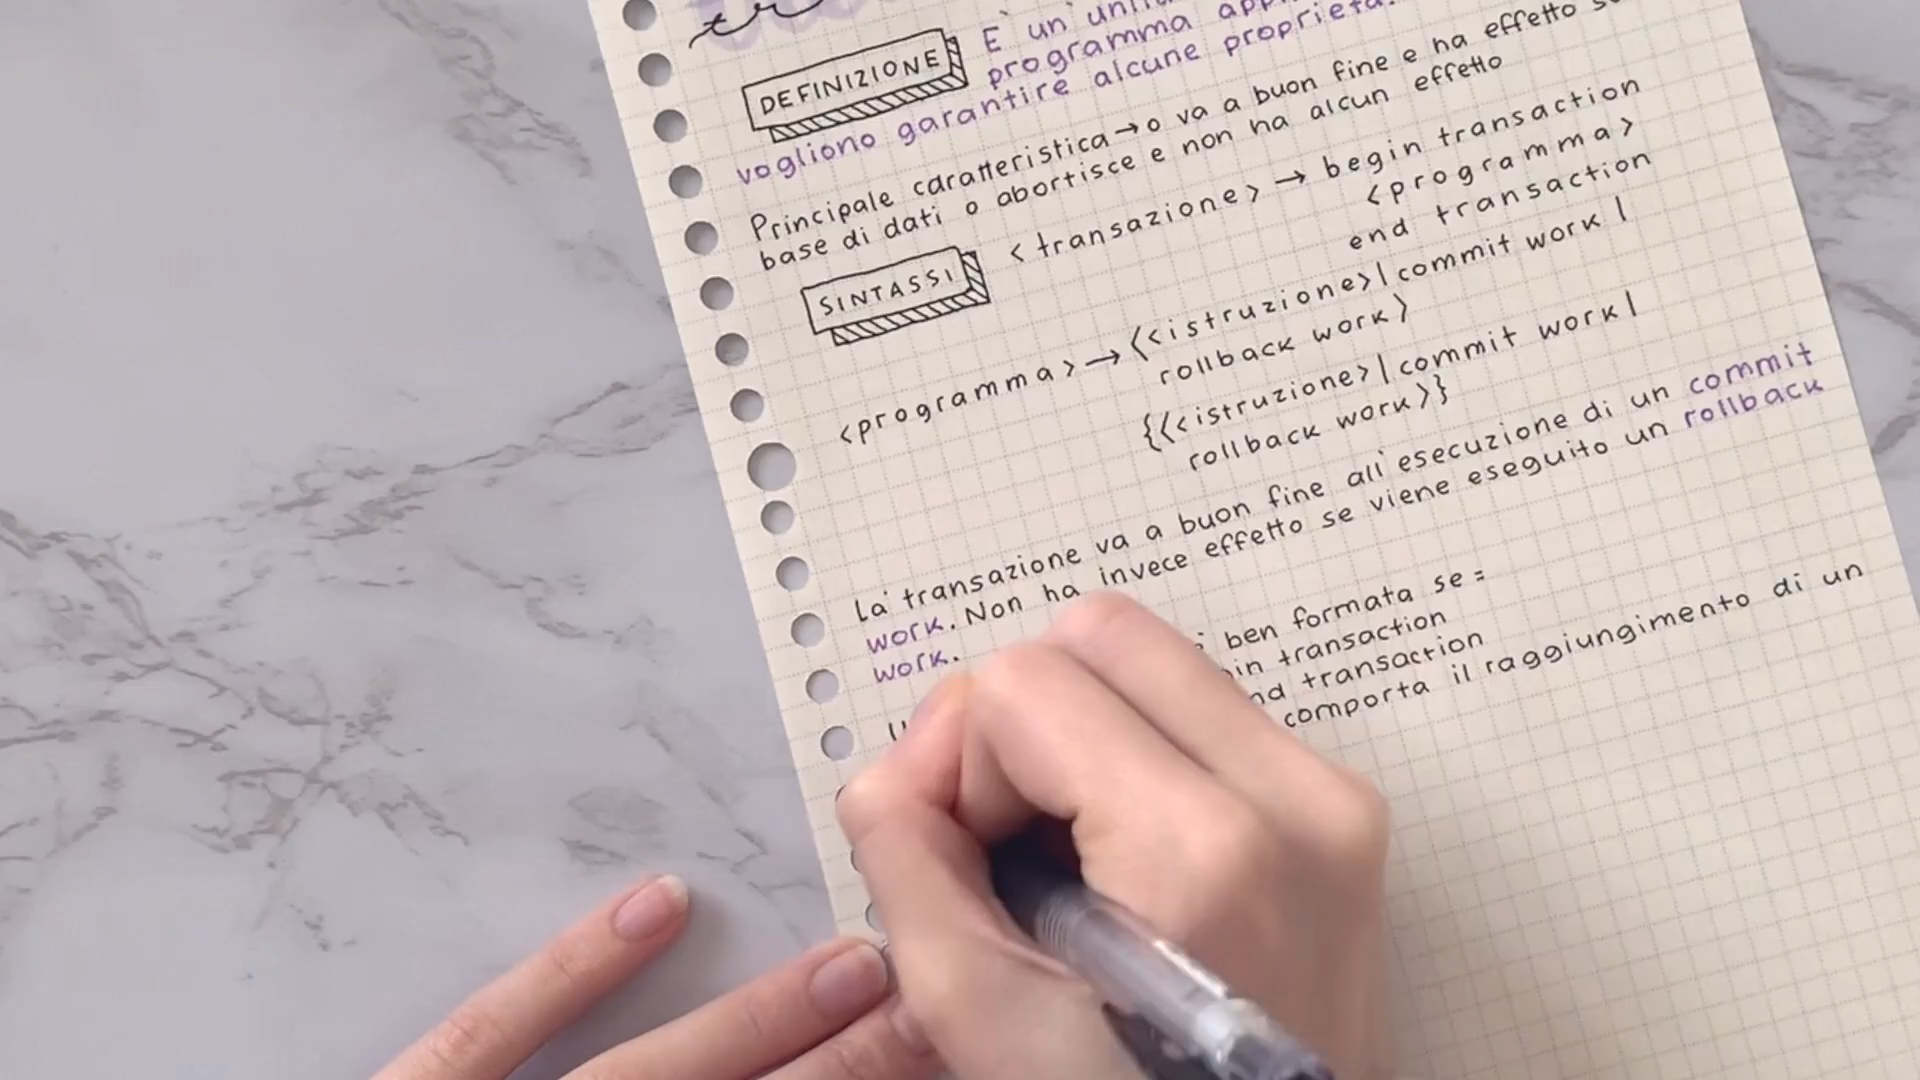 DEFINIZIONE
È un
programma
vogliono garantire alcune proprietà.
Principale caratteristica → o va a buon fine e ha effetto
base di dati o abortisce e non ha alcun effetto
SINTASSI
<transazione> → begin transaction
<programma>
end transaction
<programma> → (<istruzione>|commit work |
rollback work)
{(<istruzione>|commit work|
rollback work)}
La transazione va a buon fine all'esecuzione di un commit
work. Non ha invece effetto se viene eseguito un rollback
work.
ben formata se:
transaction
transaction
comporta il raggiungimento di un